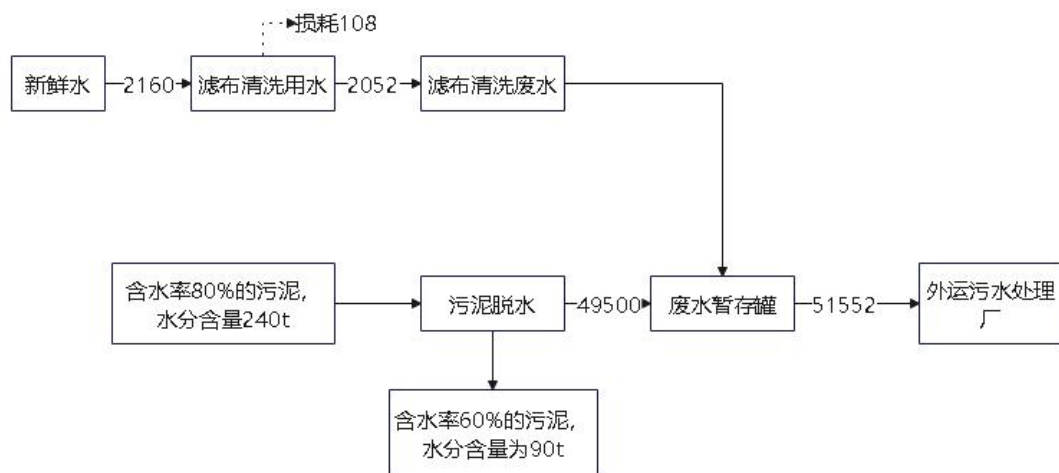 损耗108
新鲜水
2160
滤布清洗用水
2052
滤布清洗废水
含水率80%的污泥,
水分含量240t
污泥脱水
49500
废水暂存罐
51552
外运污水处理
厂
含水率60%的污泥,
水分含量为90t